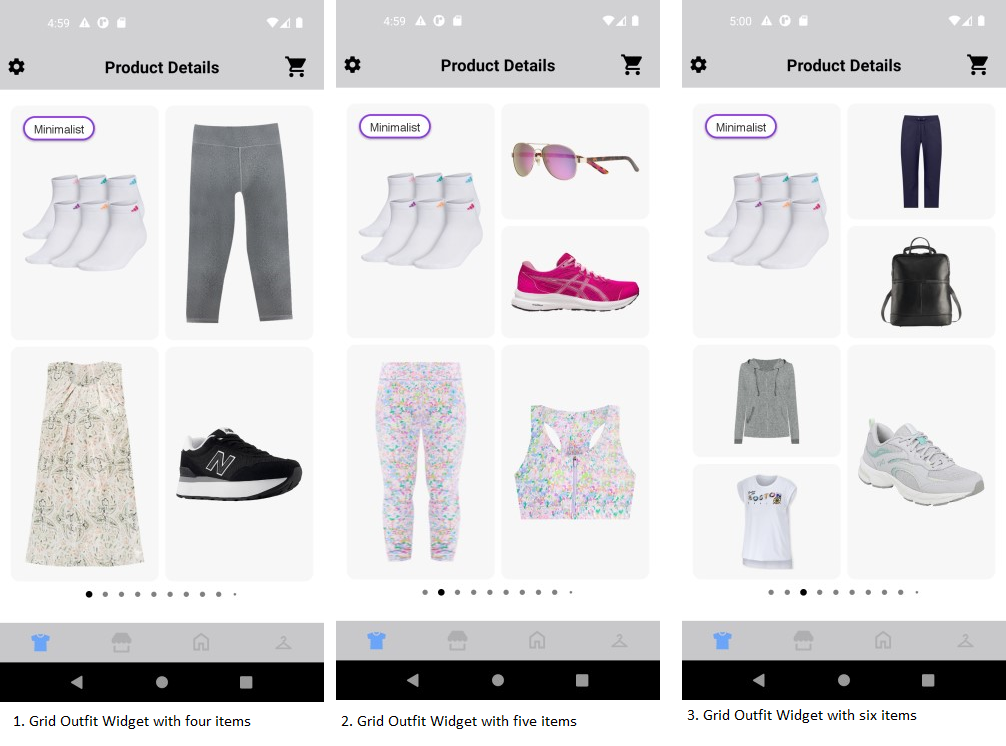 4:59
Product Details
Minimalist
N
1. Grid Outfit Widget with four items
4:59
Product Details
Minimalist
2. Grid Outfit Widget with five items
5:00
Product Details
Minimalist
BOSTON
3. Grid Outfit Widget with six items